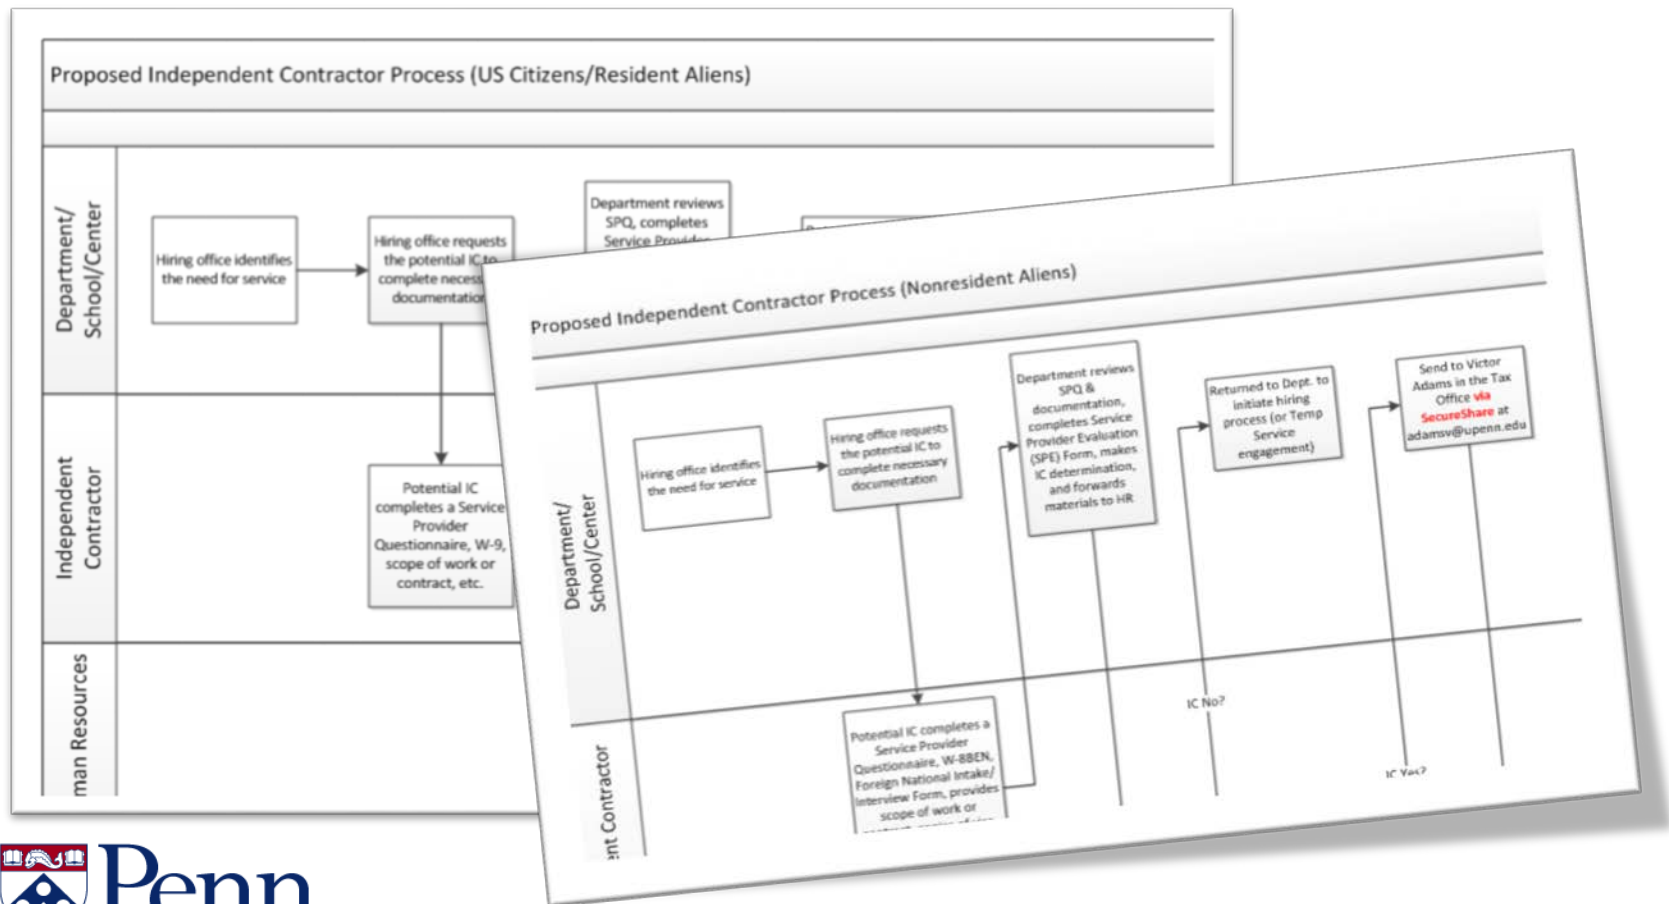 Proposed Independent Contractor Process (US Citizens/Resident Aliens)
Department/
School/Center
Hiring office identifies
the need for service
Hiring office requests
the potential IC to
complete
documentation
Department reviews
SPQ, completes
Service Provider
Independent
Contractor
Potential IC
completes a Service
Provider
Questionnaire, W-9,
scope of work or
contract, etc.
man Resources
Proposed Independent Contractor Process (Nonresident Aliens)
Department/
School/Center
Hiring office identifies
the need for service
Hiring office requests
the potential IC to
complete necessary
documentation
Department reviews
SPQ &
documentation,
completes Service
Provider Evaluation
(SPE) Form, makes
IC determination,
and forwards
materials to HR
Returned to Dept. to
initiate hiring
process (or Temp
Service
engagement)
Send to Victor
Adams in the Tax
Office via
SecureShare at
adamsv@upenn.edu
IC No?
IC Yes?
ent Contractor
Potential IC completes a
Service Provider
Questionnaire, W-8BEN,
Foreign National Intake/
Interview Form, provides
scope of work or
Penn